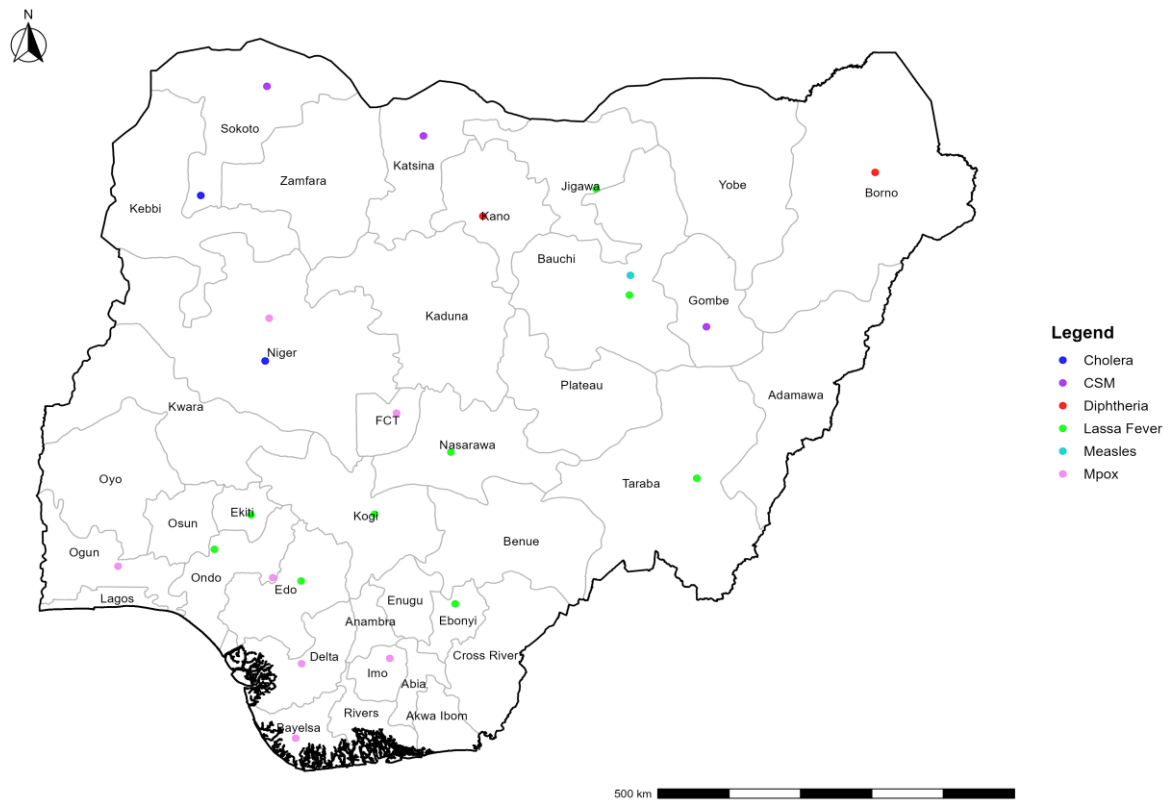 N
Sokoto
Katsina
Zamfara
Jigawa
Yobe
Borno
Kebbi
Kano
Bauchi
Gombe
Kaduna
Niger
Plateau
Adamawa
Kwara
FCT
Nasarawa
Oyo
Taraba
Ekiti
Kogi
Osun
Benue
Ogun
Ondo
Edo
Lagos
Enugu
Anambra
Ebonyi
Delta
Cross River
Imo
Abia
Rivers
Akwa Ibom
Bayelsa
Legend
Cholera
CSM
Diphtheria
Lassa Fever
Measles
Mpox
500 km